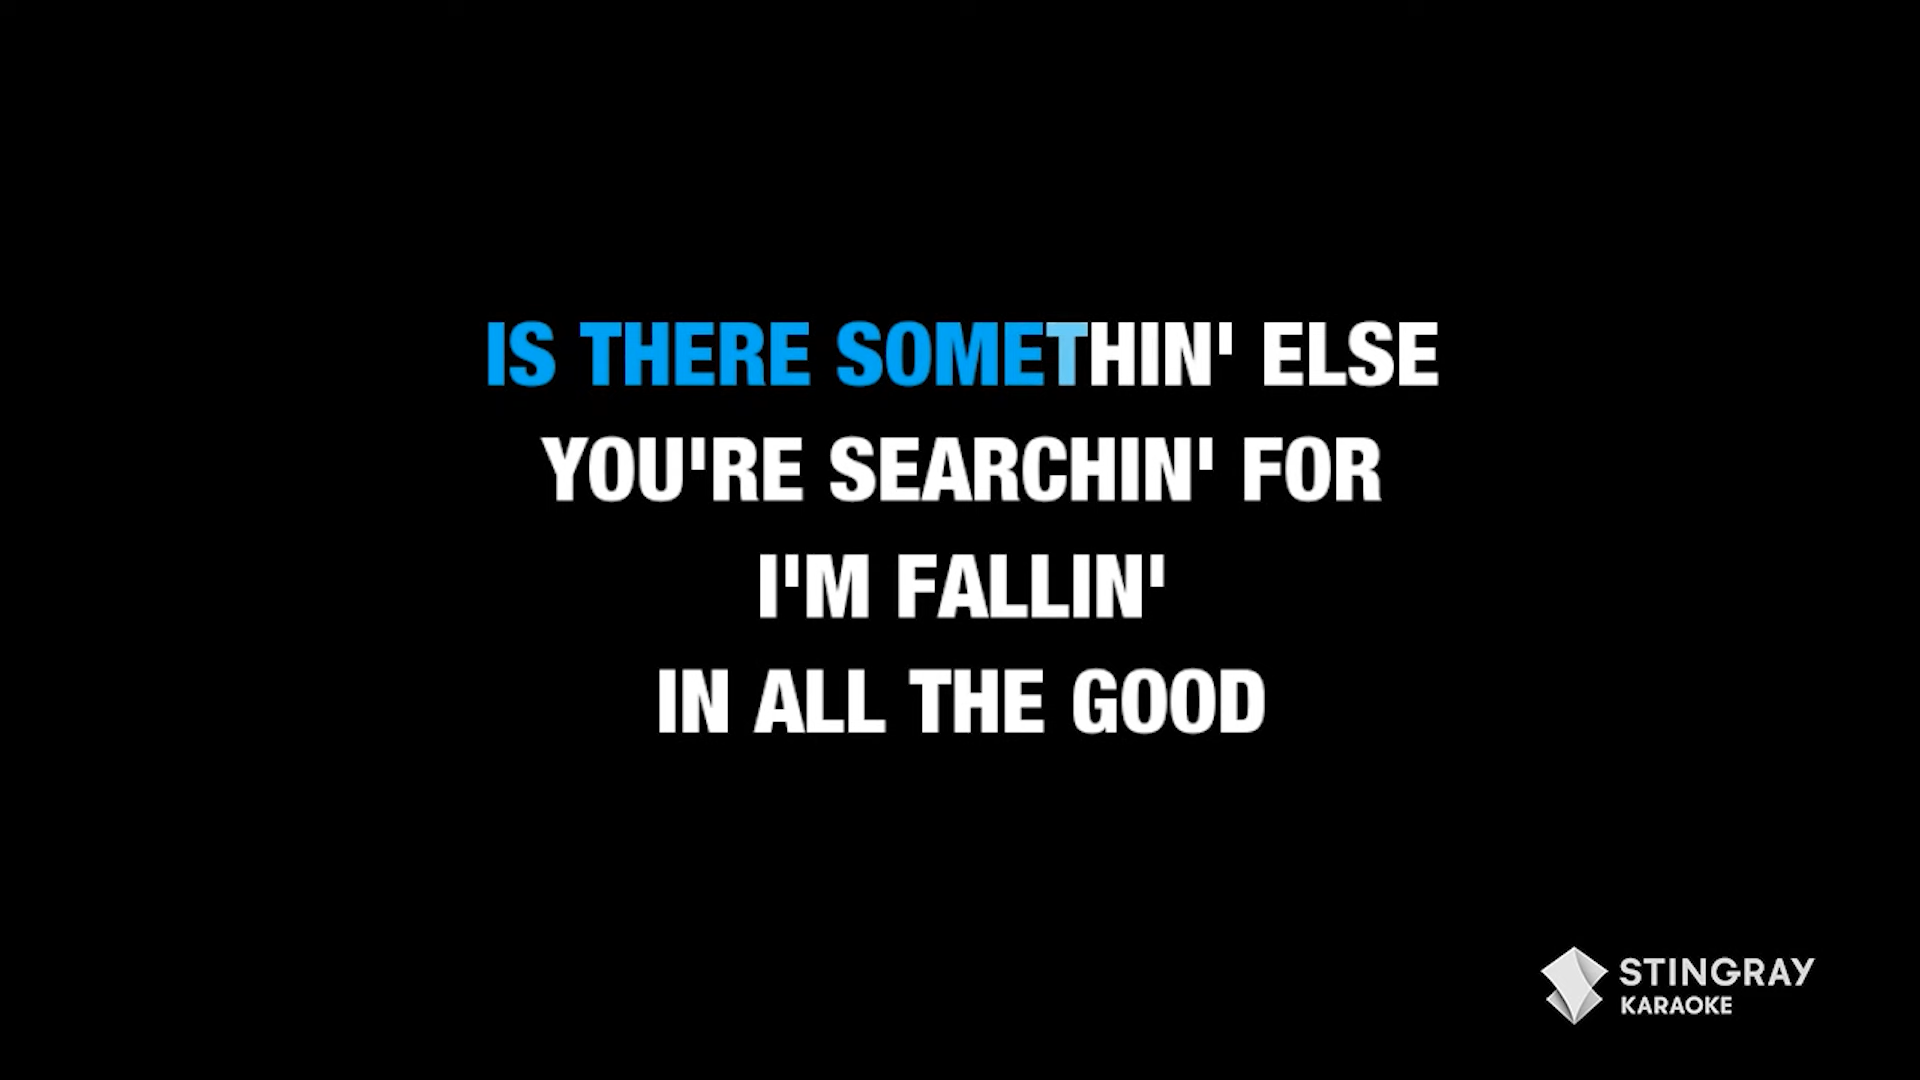 IS THERE SOMETHIN' ELSE
YOU'RE SEARCHIN' FOR
I'M FALLIN'
IN ALL THE GOOD
STINGRAY
KARAOKE